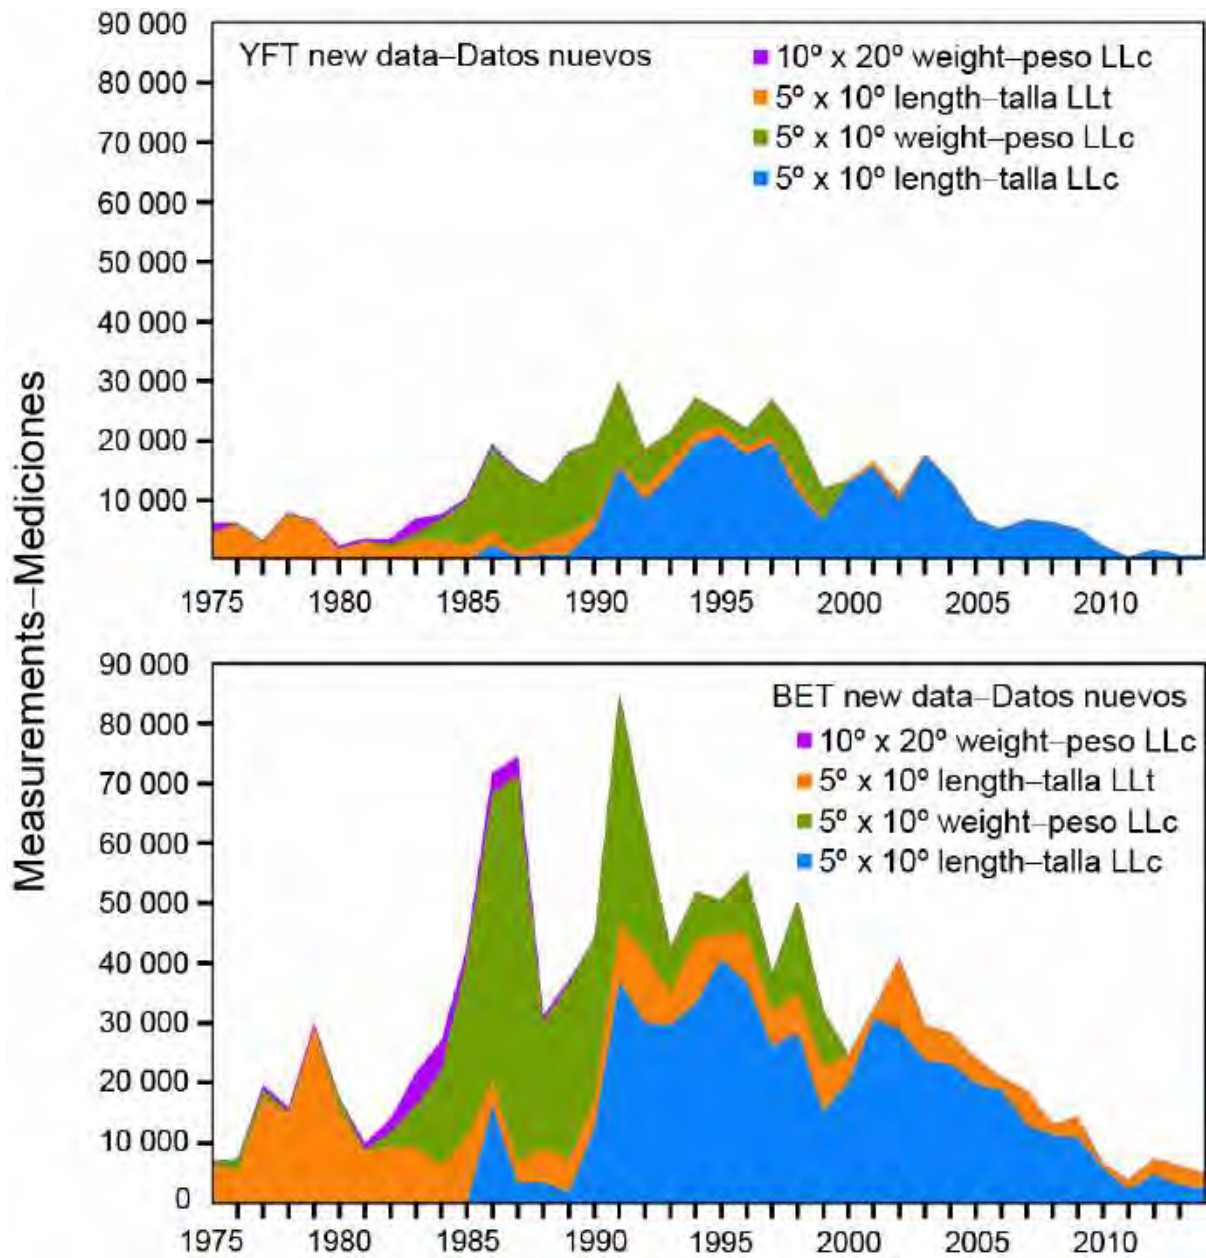 Measurements–Mediciones
90 000
80 000
70 000
60 000
50 000
40 000
30 000
20 000
10 000
YFT new data–Datos nuevos
10º x 20º weight–peso LLc
5º x 10º length–talla LLt
5º x 10º weight–peso LLc
5º x 10º length–talla LLc
1975 1980 1985 1990 1995 2000 2005 2010
90 000
80 000
70 000
60 000
50 000
40 000
30 000
20 000
10 000
0
BET new data–Datos nuevos
10º x 20º weight–peso LLc
5º x 10º length–talla LLt
5º x 10º weight–peso LLc
5º x 10º length–talla LLc
1975 1980 1985 1990 1995 2000 2005 2010